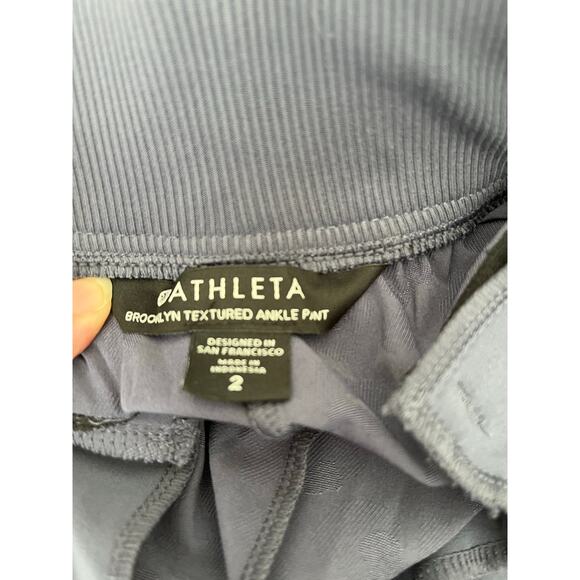 ATHLETA
BROOKLYN TEXTURED ANKLE PANT
DESIGNED IN
SAN FRANCISCO
MADE IN
INDONESIA
2